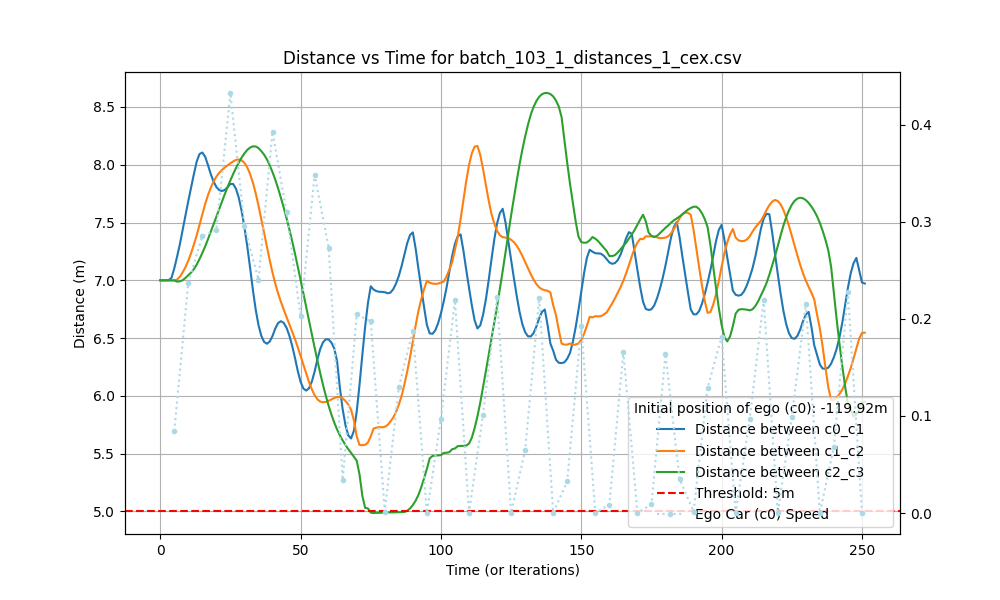 Distance vs Time for batch_103_1_distances_1_cex.csv
8.5
8.0
7.5
7.0
6.5
6.0
5.5
5.0
Distance (m)
0.4
0.3
0.2
0.1
0.0
Initial position of ego (c0): -119.92m
Distance between c0_c1
Distance between c1_c2
Distance between c2_c3
Threshold: 5m
Ego Car (c0) Speed
0 50 100 150 200 250
Time (or Iterations)